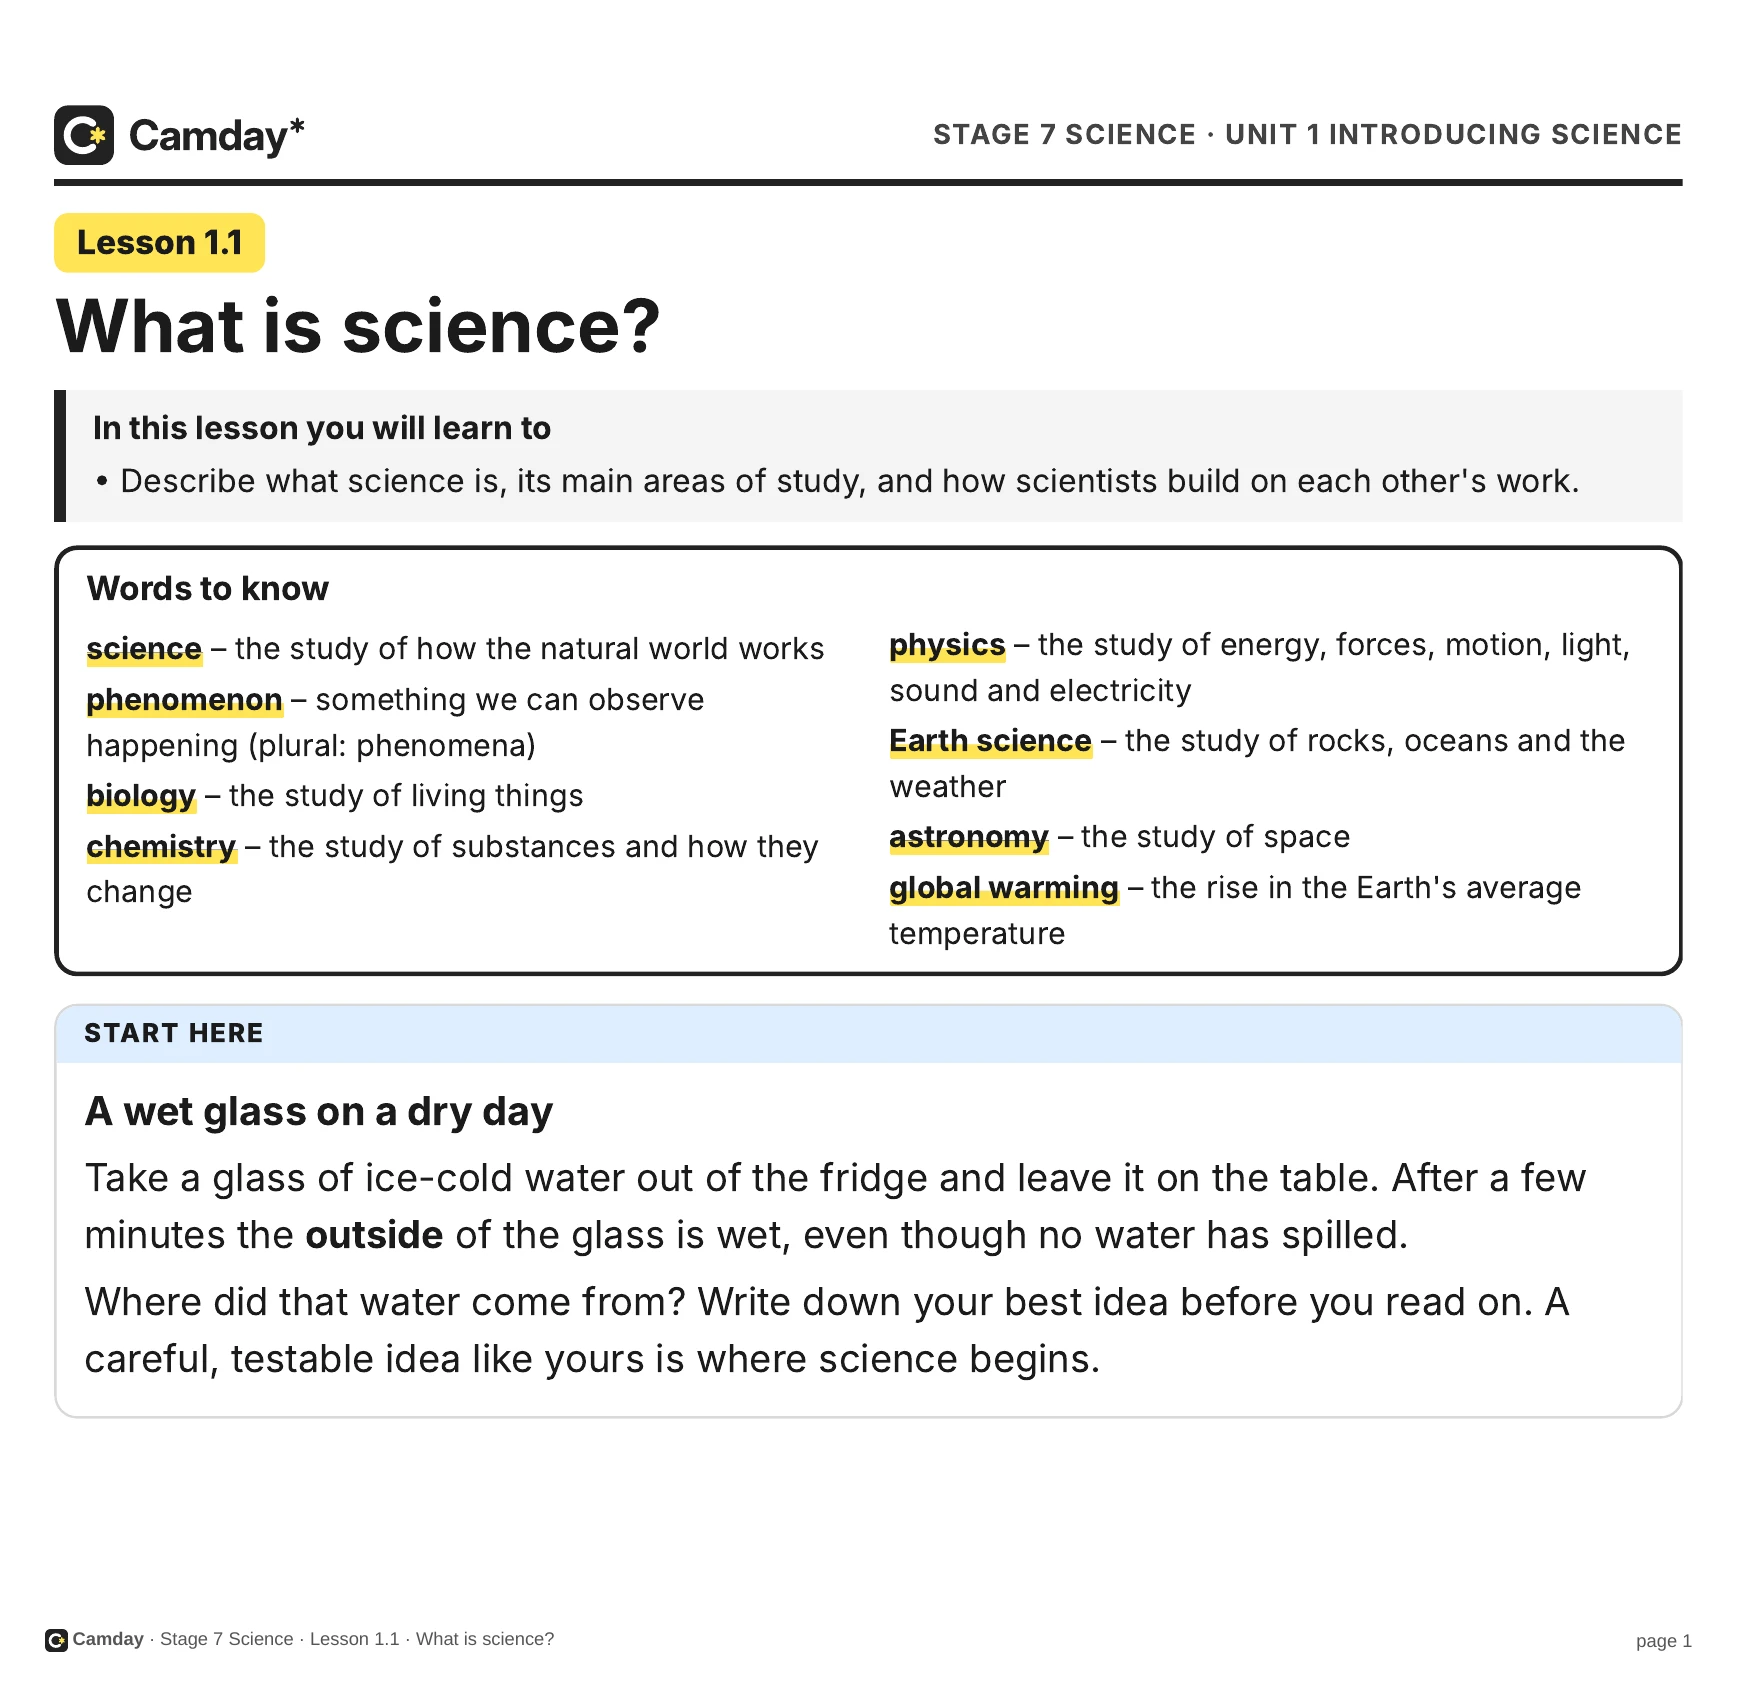 Camday*
STAGE 7 SCIENCE · UNIT 1 INTRODUCING SCIENCE
Lesson 1.1
What is science?
In this lesson you will learn to
• Describe what science is, its main areas of study, and how scientists build on each other's work.
Words to know
science – the study of how the natural world works
phenomenon – something we can observe
happening (plural: phenomena)
biology – the study of living things
chemistry – the study of substances and how they
change
physics – the study of energy, forces, motion, light,
sound and electricity
Earth science – the study of rocks, oceans and the
weather
astronomy – the study of space
global warming – the rise in the Earth's average
temperature
START HERE
A wet glass on a dry day
Take a glass of ice-cold water out of the fridge and leave it on the table. After a few
minutes the outside of the glass is wet, even though no water has spilled.
Where did that water come from? Write down your best idea before you read on. A
careful, testable idea like yours is where science begins.
Camday · Stage 7 Science · Lesson 1.1 · What is science?
page 1